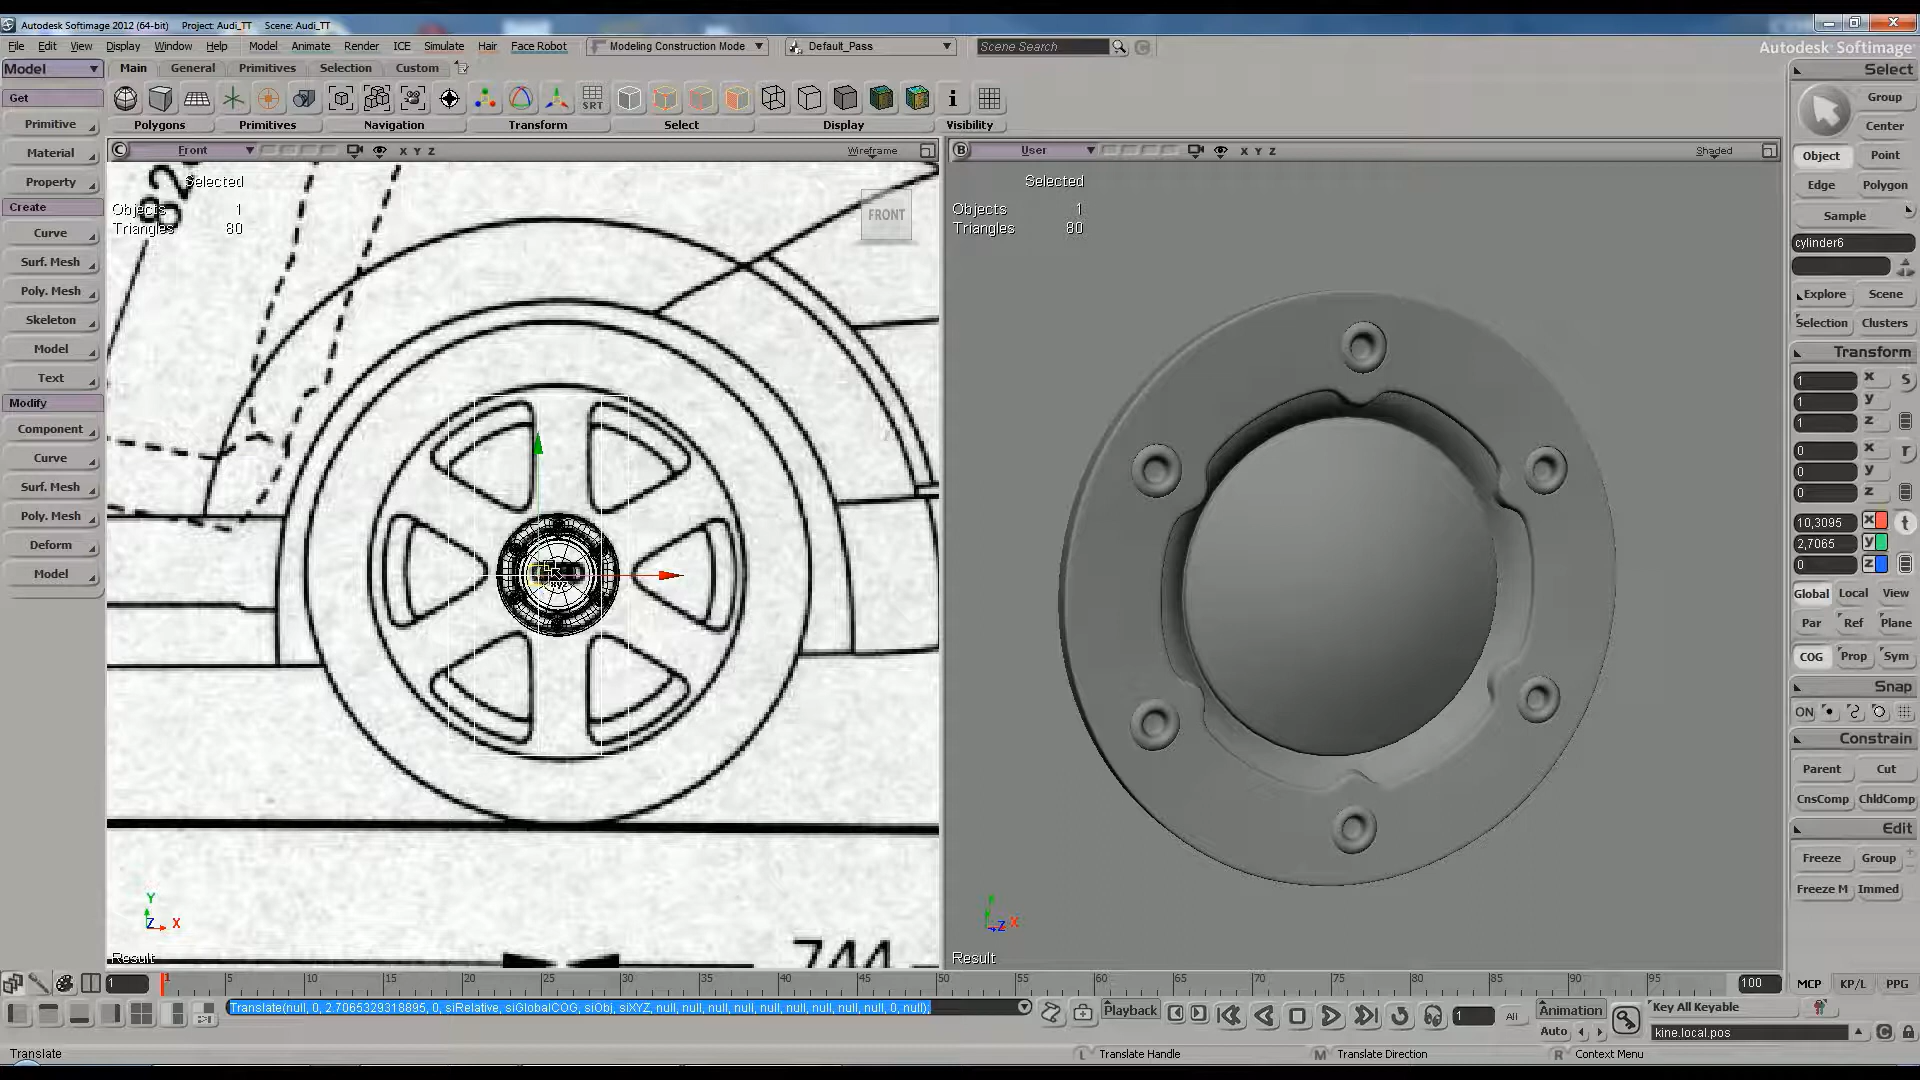 Autodesk Softimage 2012 (64-bit)    Project: Audi_TT    Scene: Audi_TT
File Edit View Display Window Help Model Animate Render ICE Simulate Hair Face Robot Modeling Construction Mode Default_Pass Scene Search Autodesk Softimage
Model Main General Primitives Selection Custom Select
Get Group
SRT
Primitive Polygons Primitives Navigation Transform Select Display Visibility Center
C Front X Y Z Wireframe B User X Y Z Shaded
Material Object Point
Property Selected Selected Edge Polygon
82
Create Objects 1 FRONT Objects 1 Sample
Curve Triangles 80 Triangles 80 cylinder6
Surf. Mesh
Poly. Mesh Explore Scene
Skeleton Selection Clusters
Model Transform
Text 1 x s
Modify 1 y
Component 1 z
Curve 0 x r
Surf. Mesh 0 y
Poly. Mesh 0 z
Deform 10,3095 x t
Model 2,7065 y
0 z
XYZ
Global Local View
Par Ref Plane
COG Prop Sym
Snap
ON
Constrain
Parent Cut
CnsComp ChldComp
Edit
Freeze Group
Freeze M Immed
Y
Z X Z X
744
Result Result
1 1 5 10 15 20 25 30 35 40 45 50 55 60 65 70 75 80 85 90 95 100 MCP KP/L PPG
Translate(null, 0, 2.7065329318895, 0, siRelative, siGlobalCOG, siObj, siXYZ, null, null, null, null, null, null, null, null, null, 0, null); Playback 1 All Animation Key All Keyable
Auto kine.local.pos
Translate L Translate Handle M Translate Direction R Context Menu